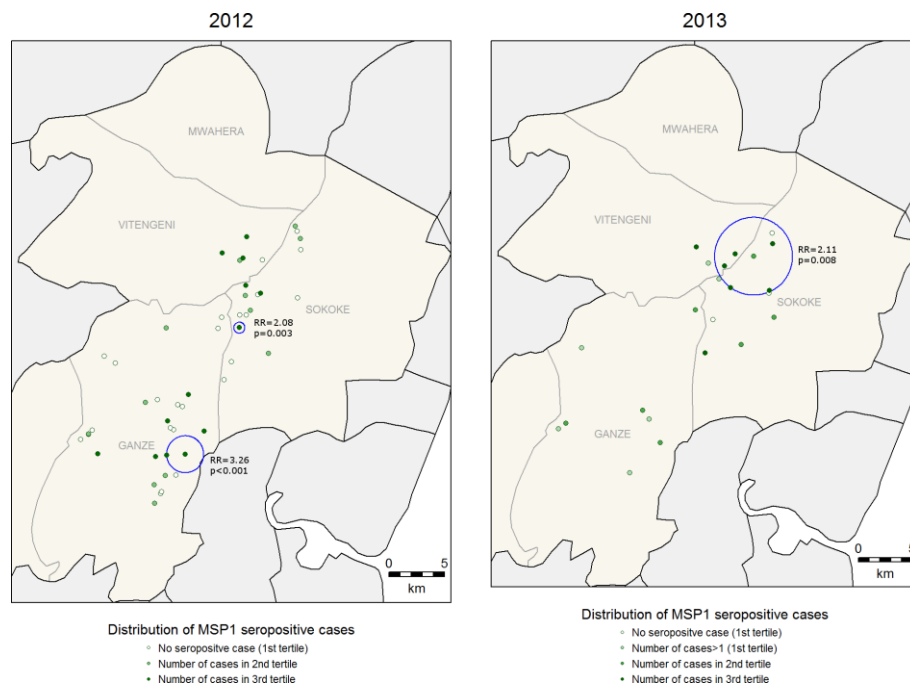 2012
MWAHERA
VITENGENI
SOKOKE
RR=2.08
p=0.003
GANZE
RR=3.26
p<0.001
0 5
km
Distribution of MSP1 seropositive cases
No seropositive case (1st tertile)
Number of cases in 2nd tertile
Number of cases in 3rd tertile
2013
MWAHERA
VITENGENI
RR=2.11
p=0.008
SOKOKE
GANZE
0 5
km
Distribution of MSP1 seropositive cases
No seropositve case (1st tertile)
Number of cases>1 (1st tertile)
Number of cases in 2nd tertile
Number of cases in 3rd tertile